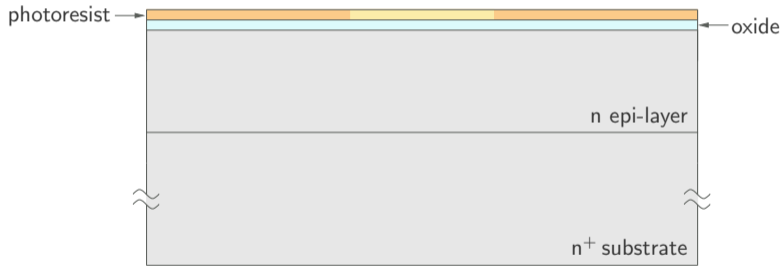 photoresist
oxide
n epi-layer
n⁺ substrate